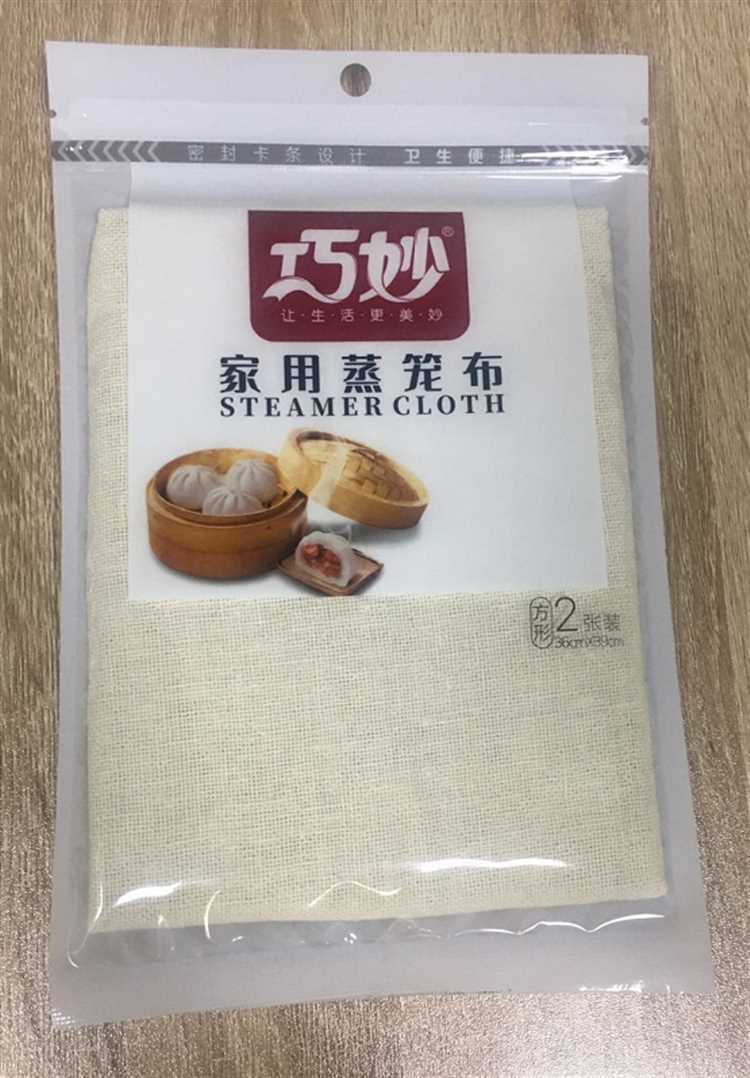 密封卡条设计 卫生便捷
巧妙®
让·生·活·更·美·妙
家用蒸笼布
STEAMER CLOTH
方形 2张装
36cm×39cm